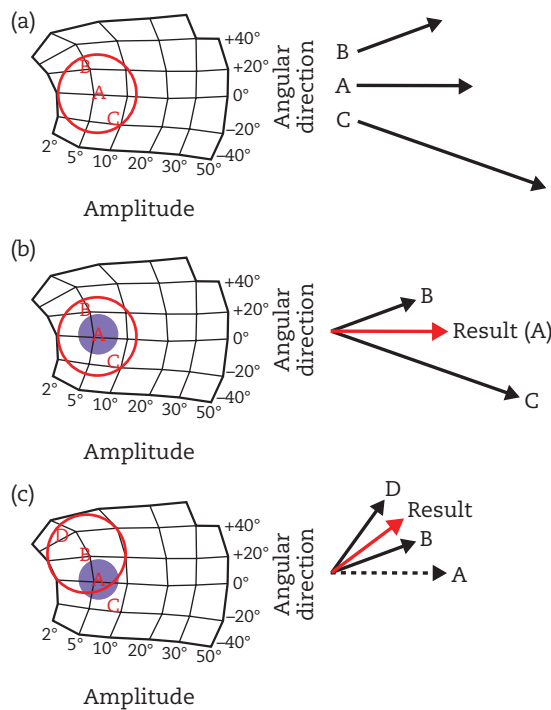 (a)
B
A
C
+40°
+20°
0°
−20°
−40°
2°
5°
10°
20°
30°
50°
Amplitude
Angular
direction
B
A
C
(b)
B
A
C
+40°
+20°
0°
−20°
−40°
2°
5°
10°
20°
30°
50°
Amplitude
Angular
direction
B
Result (A)
C
(c)
D
B
A
C
+40°
+20°
0°
−20°
−40°
2°
5°
10°
20°
30°
50°
Amplitude
Angular
direction
D
Result
B
A